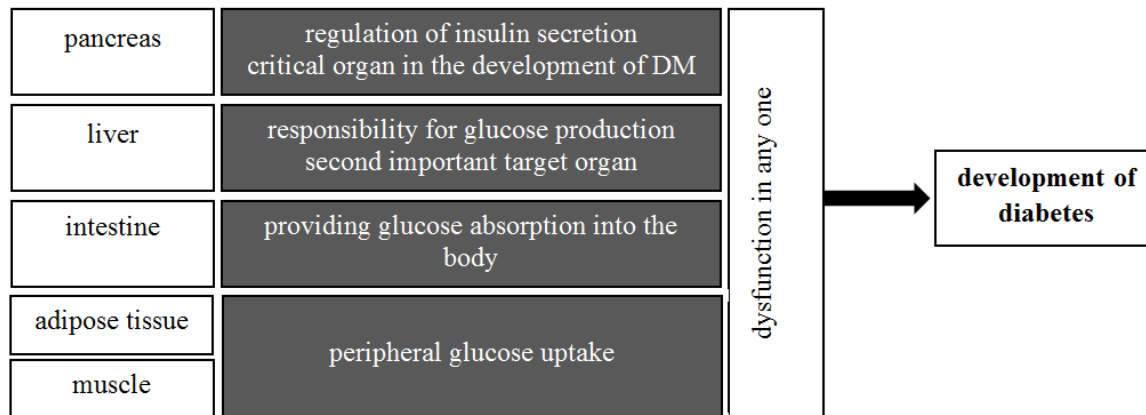 pancreas
regulation of insulin secretion
critical organ in the development of DM
liver
responsibility for glucose production
second important target organ
intestine
providing glucose absorption into the
body
adipose tissue
muscle
peripheral glucose uptake
dysfunction in any one
development of
diabetes